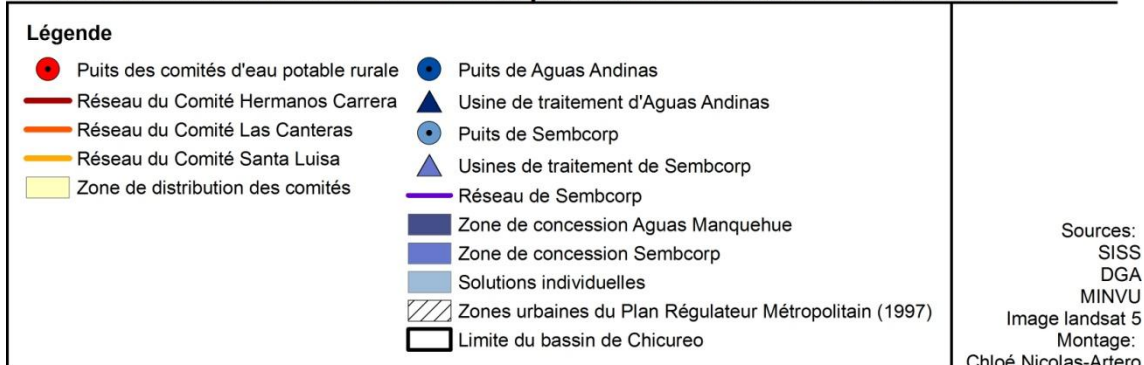 Légende
Puits des comités d'eau potable rurale
Réseau du Comité Hermanos Carrera
Réseau du Comité Las Canteras
Réseau du Comité Santa Luisa
Zone de distribution des comités
Puits de Aguas Andinas
Usine de traitement d'Aguas Andinas
Puits de Sembcorp
Usines de traitement de Sembcorp
Réseau de Sembcorp
Zone de concession Aguas Manquehue
Zone de concession Sembcorp
Solutions individuelles
Zones urbaines du Plan Régulateur Métropolitain (1997)
Limite du bassin de Chicureo
Sources:
SISS
DGA
MINVU
Image landsat 5
Montage:
Chloé Nicolas-Artero